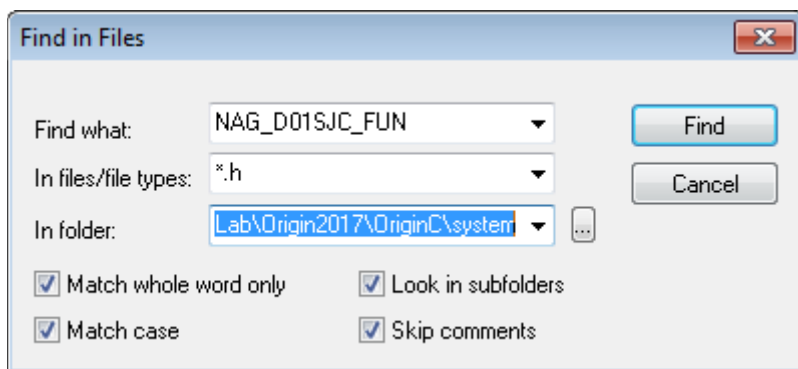 Find in Files
Find what: NAG_D01SJC_FUN Find
In files/file types: *.h Cancel
In folder: Lab\Origin2017\OriginC\system ...
Match whole word only Look in subfolders
Match case Skip comments